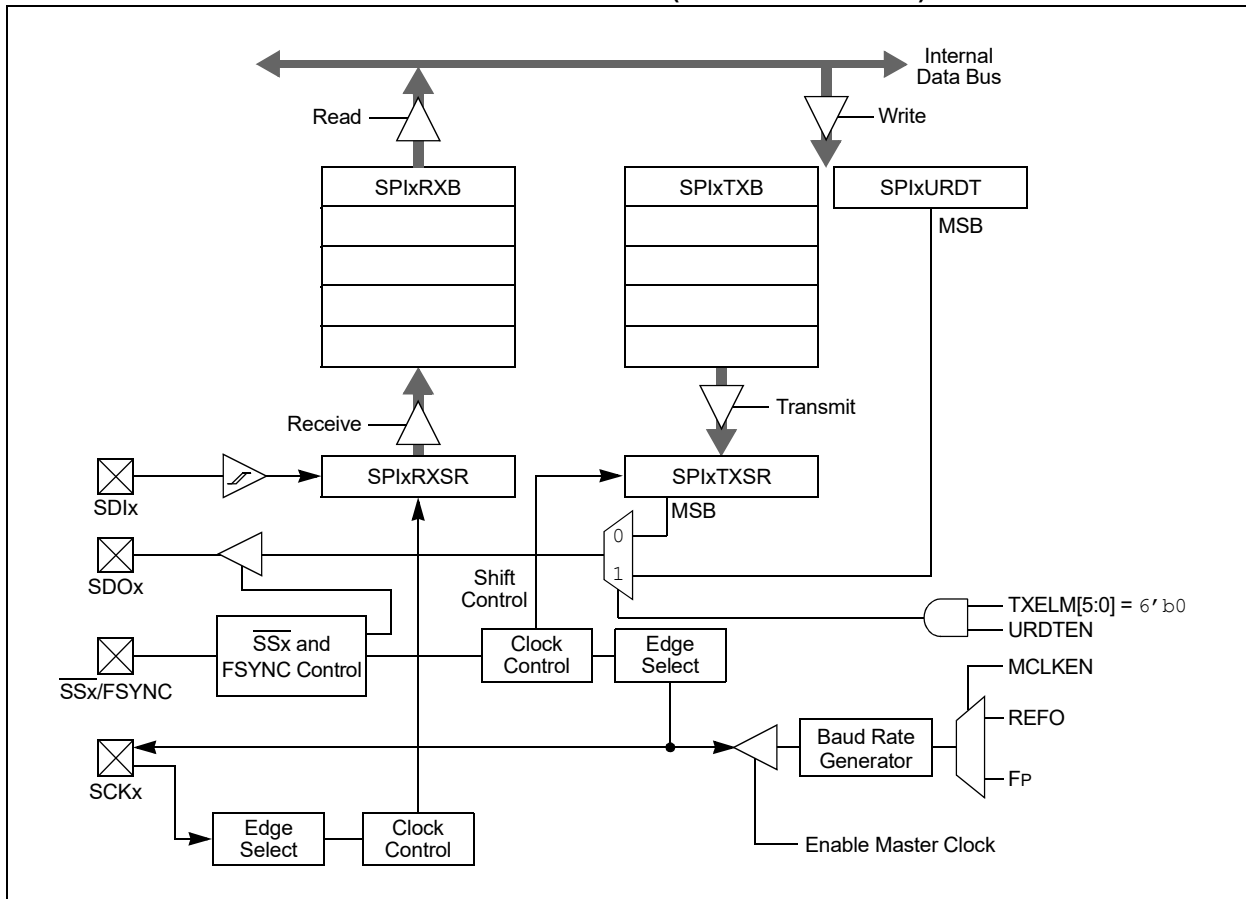 Internal
Data Bus
Read
Write
SPIxRXB
SPIxTXB
SPIxURDT
MSB
Receive
Transmit
SPIxRXSR
SPIxTXSR
SDIx
MSB
0
SDOx
1
Shift
Control
TXELM[5:0] = 6’b0
URDTEN
SSx and
FSYNC Control
Clock
Control
Edge
Select
SSx/FSYNC
MCLKEN
REFO
Baud Rate
Generator
FP
SCKx
Edge
Select
Clock
Control
Enable Master Clock